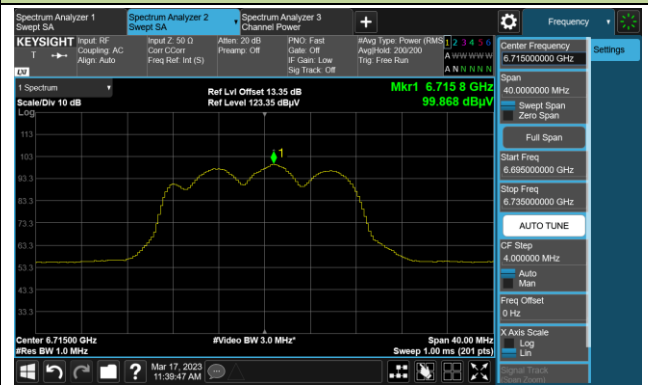 Spectrum Analyzer 1
Swept SA
Spectrum Analyzer 2
Swept SA
Spectrum Analyzer 3
Channel Power
Frequency
KEYSIGHT
T
LXI
Input: RF
Coupling: AC
Align: Auto
Input Z: 50 Ω
Corr CCorr
Freq Ref: Int (S)
Atten: 20 dB
Preamp: Off
PNO: Fast
Gate: Off
IF Gain: Low
Sig Track: Off
#Avg Type: Power (RMS
Avg|Hold: 200/200
Trig: Free Run
1 2 3 4 5 6
A W W W W W
A N N N N N
1 Spectrum
Scale/Div 10 dB
Ref Lvl Offset 13.35 dB
Ref Level 123.35 dBµV
Mkr1 6.715 8 GHz
99.868 dBµV
Log
113
103
93.3
83.3
73.3
63.3
53.3
43.3
33.3
1
Center 6.71500 GHz
#Res BW 1.0 MHz
#Video BW 3.0 MHz*
Span 40.00 MHz
Sweep 1.00 ms (201 pts)
Mar 17, 2023
11:39:47 AM
Center Frequency
6.715000000 GHz
Settings
Span
40.0000000 MHz
Swept Span
Zero Span
Full Span
Start Freq
6.695000000 GHz
Stop Freq
6.735000000 GHz
AUTO TUNE
CF Step
4.000000 MHz
Auto
Man
Freq Offset
0 Hz
X Axis Scale
Log
Lin
Signal Track
(Span Zoom)